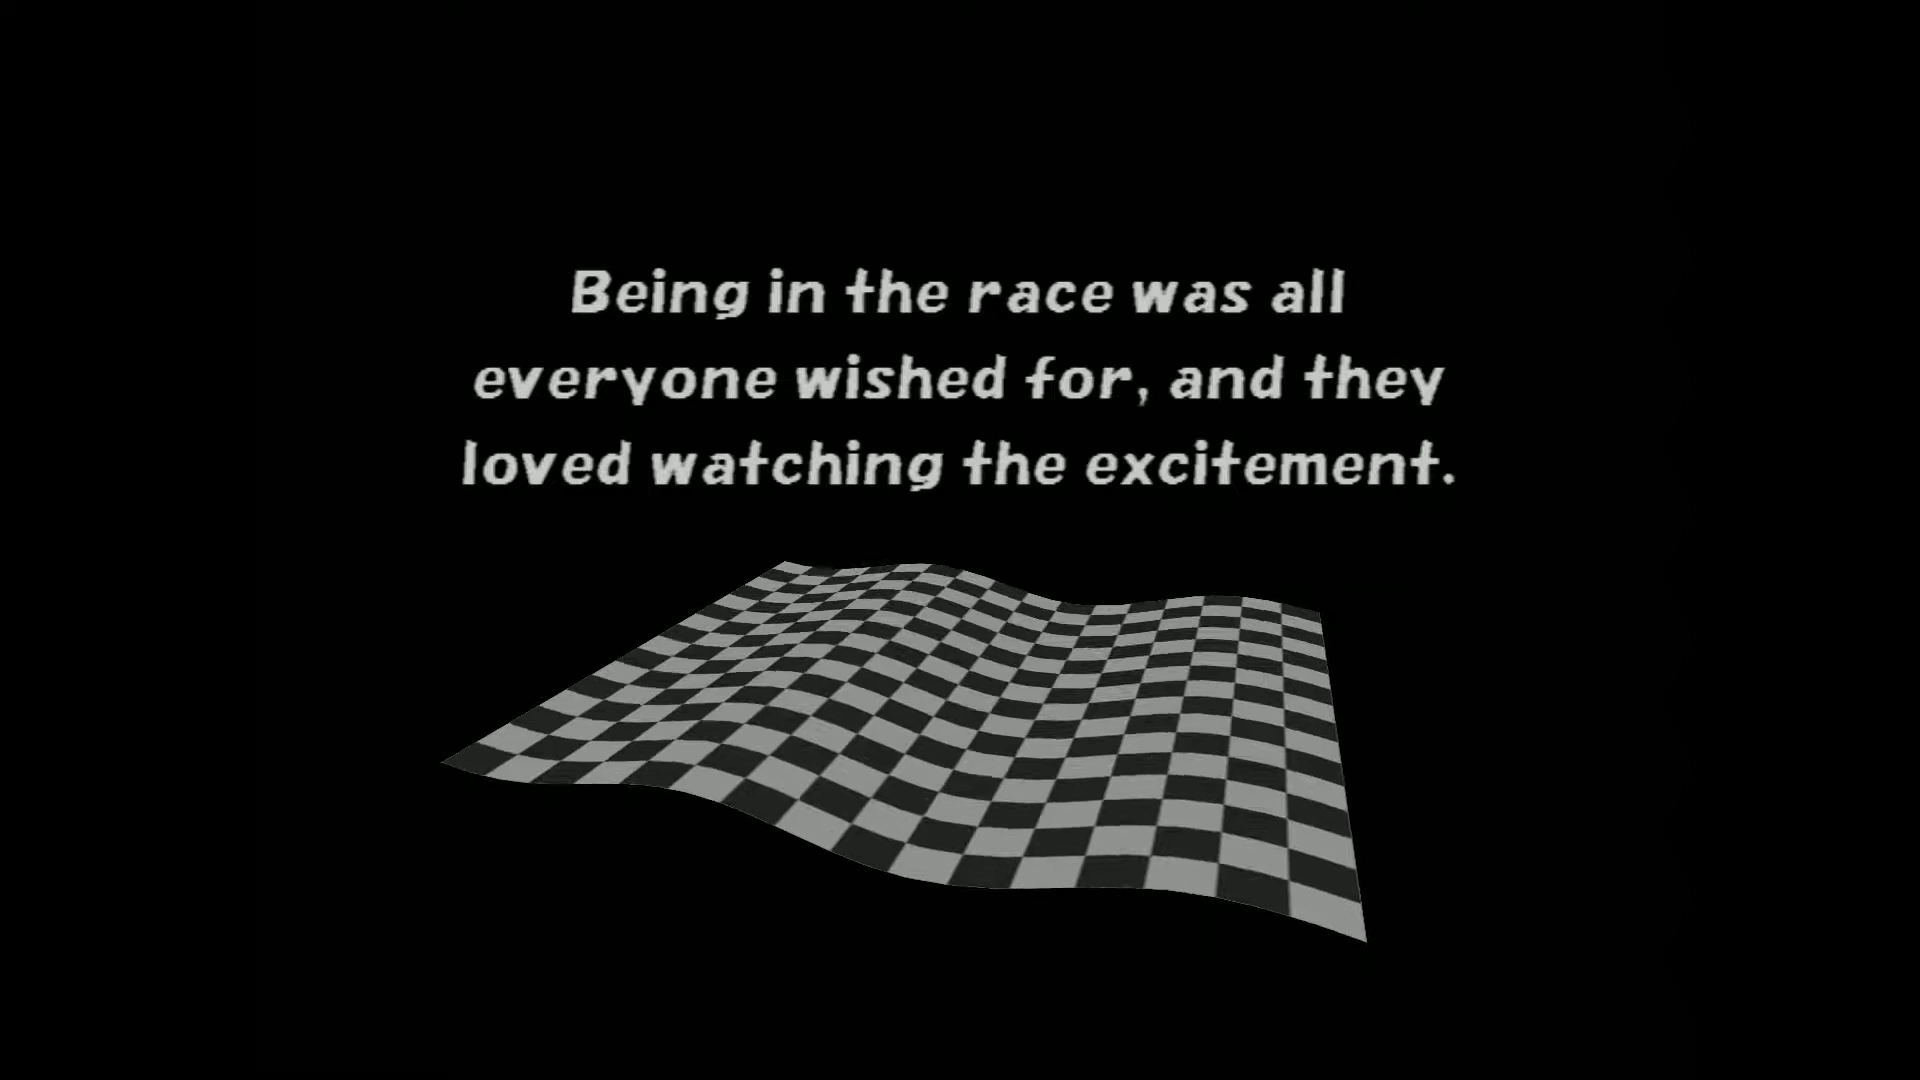 Being in the race was all
everyone wished for, and they
loved watching the excitement.